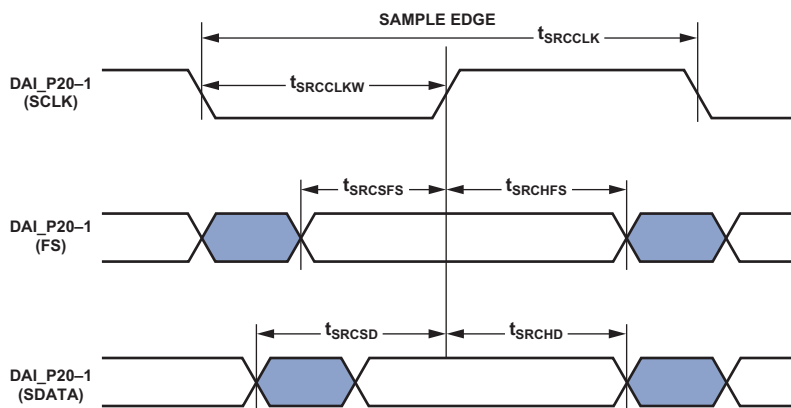 SAMPLE EDGE
tSRCCLK
DAI_P20–1
(SCLK)
tSRCCLKW
tSRCSFS
tSRCHFS
DAI_P20–1
(FS)
tSRCSD
tSRCHD
DAI_P20–1
(SDATA)